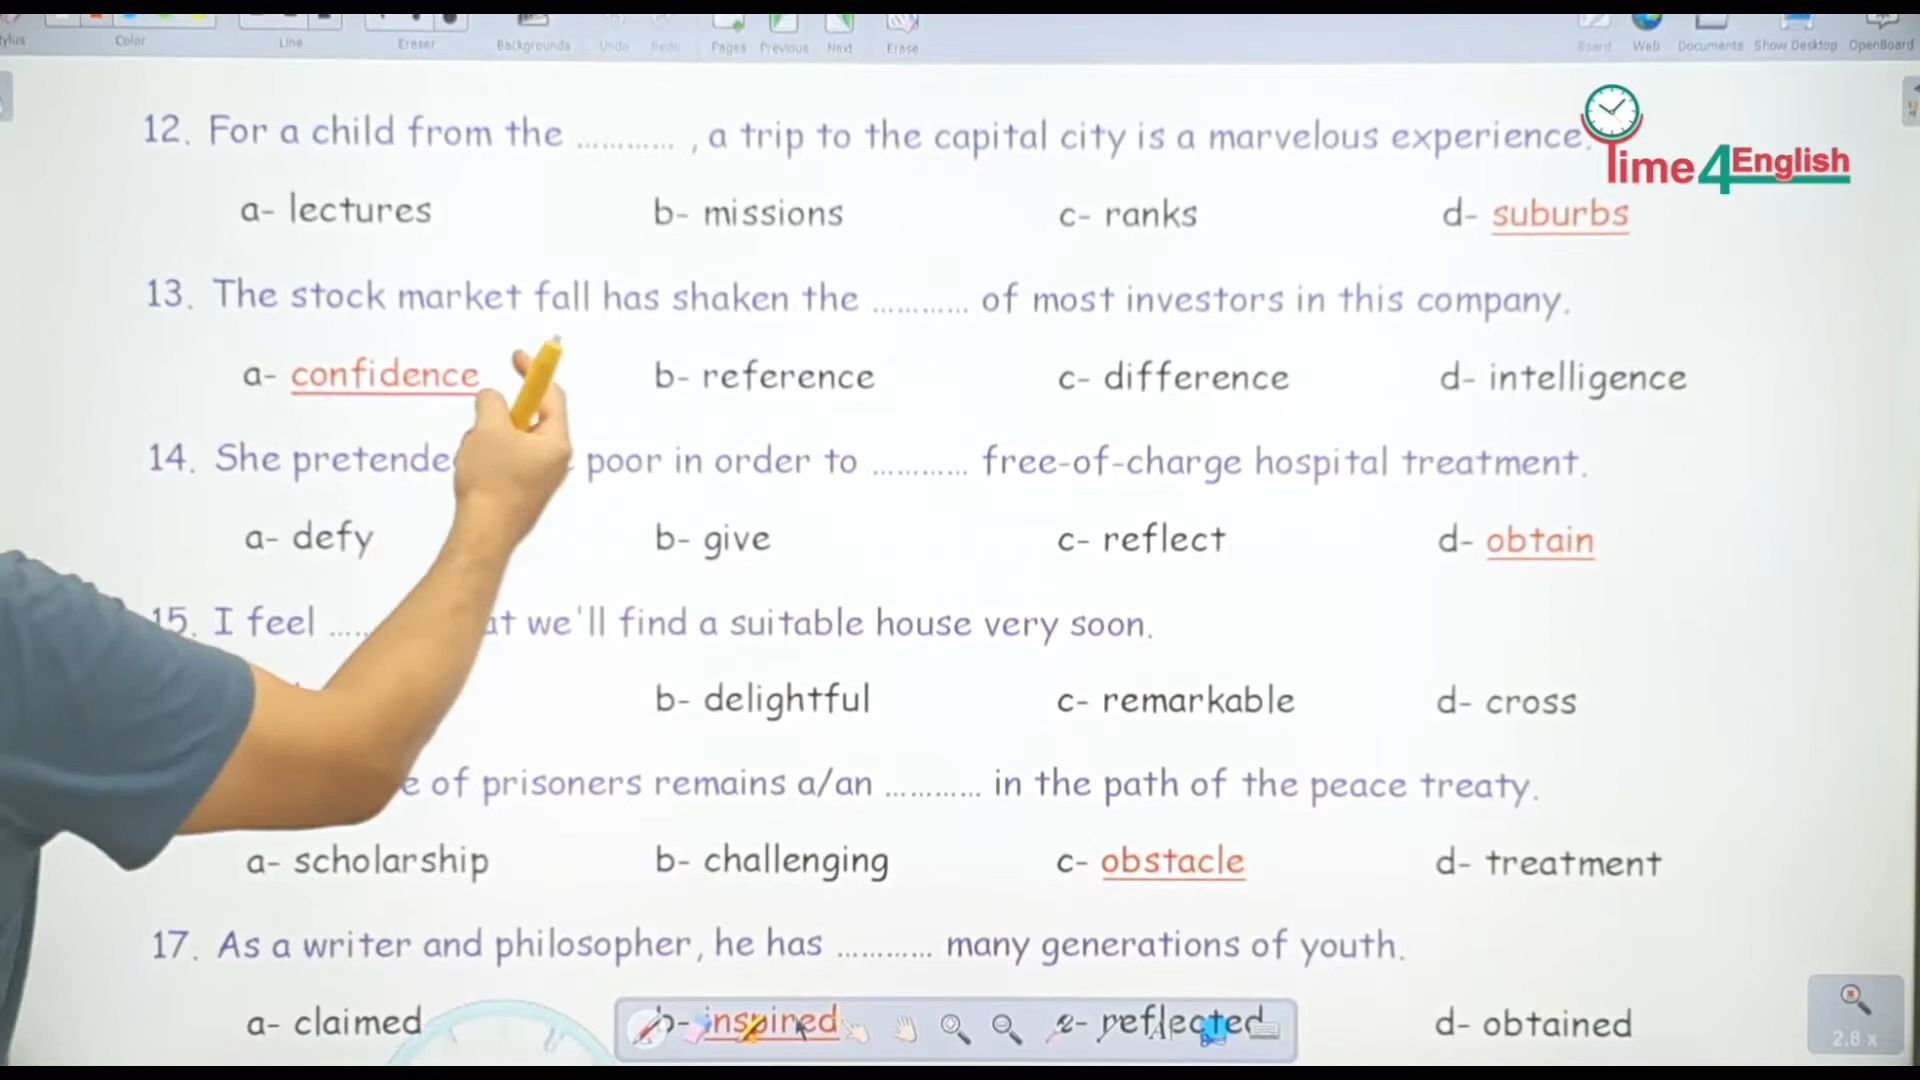 Color
Line
Eraser
Backgrounds
Undo
Redo
Pages
Previous
Next
Erase
Board
Web
Documents
Show Desktop
OpenBoard
Time4English
12. For a child from the ............ , a trip to the capital city is a marvelous experience.
a- lectures b- missions c- ranks d- suburbs
13. The stock market fall has shaken the ............ of most investors in this company.
a- confidence b- reference c- difference d- intelligence
14. She poor in order to ............ free-of-charge hospital treatment.
a- defy b- give c- reflect d- obtain
15. I feel ...... we'll find a suitable house very soon.
b- delightful c- remarkable d- cross
of prisoners remains a/an ............ in the path of the peace treaty.
a- scholarship b- challenging c- obstacle d- treatment
17. As a writer and philosopher, he has ............ many generations of youth.
a- claimed b- inspired c- reflected d- obtained
2.8 x